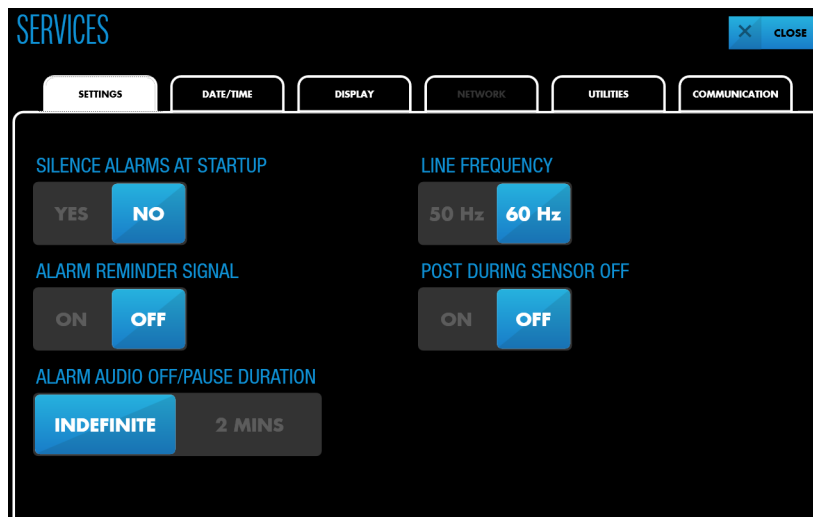 SERVICES
CLOSE
SETTINGS DATE/TIME DISPLAY NETWORK UTILITIES COMMUNICATION
SILENCE ALARMS AT STARTUP
YES NO
LINE FREQUENCY
50 Hz 60 Hz
ALARM REMINDER SIGNAL
ON OFF
POST DURING SENSOR OFF
ON OFF
ALARM AUDIO OFF/PAUSE DURATION
INDEFINITE 2 MINS